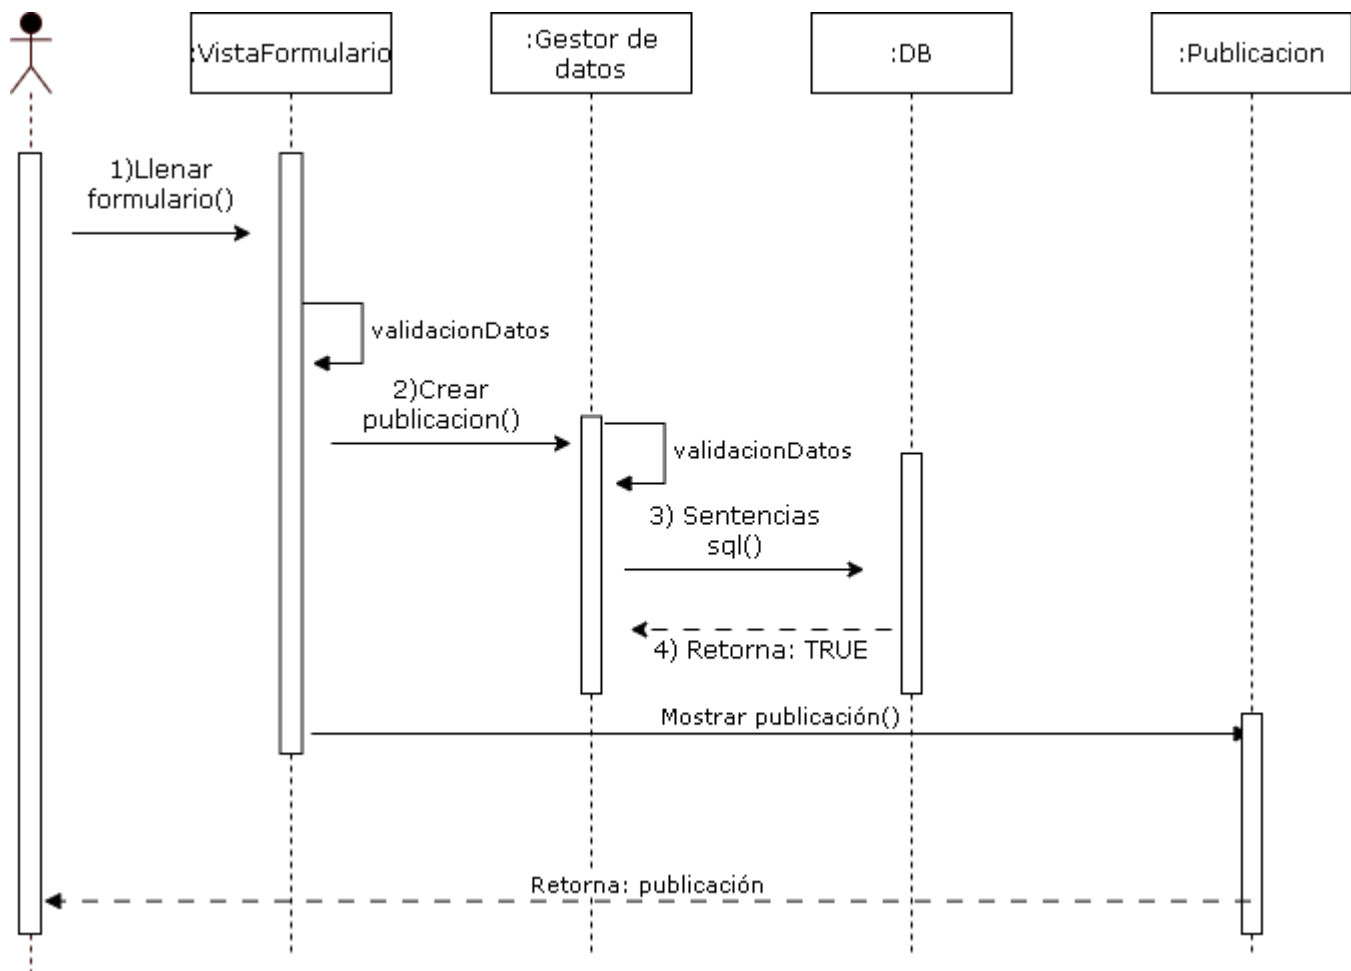 :VistaFormulario
:Gestor de
datos
:DB
:Publicacion
1)Llenar
formulario()
validacionDatos
2)Crear
publicacion()
validacionDatos
3) Sentencias
sql()
4) Retorna: TRUE
Mostrar publicación()
Retorna: publicación